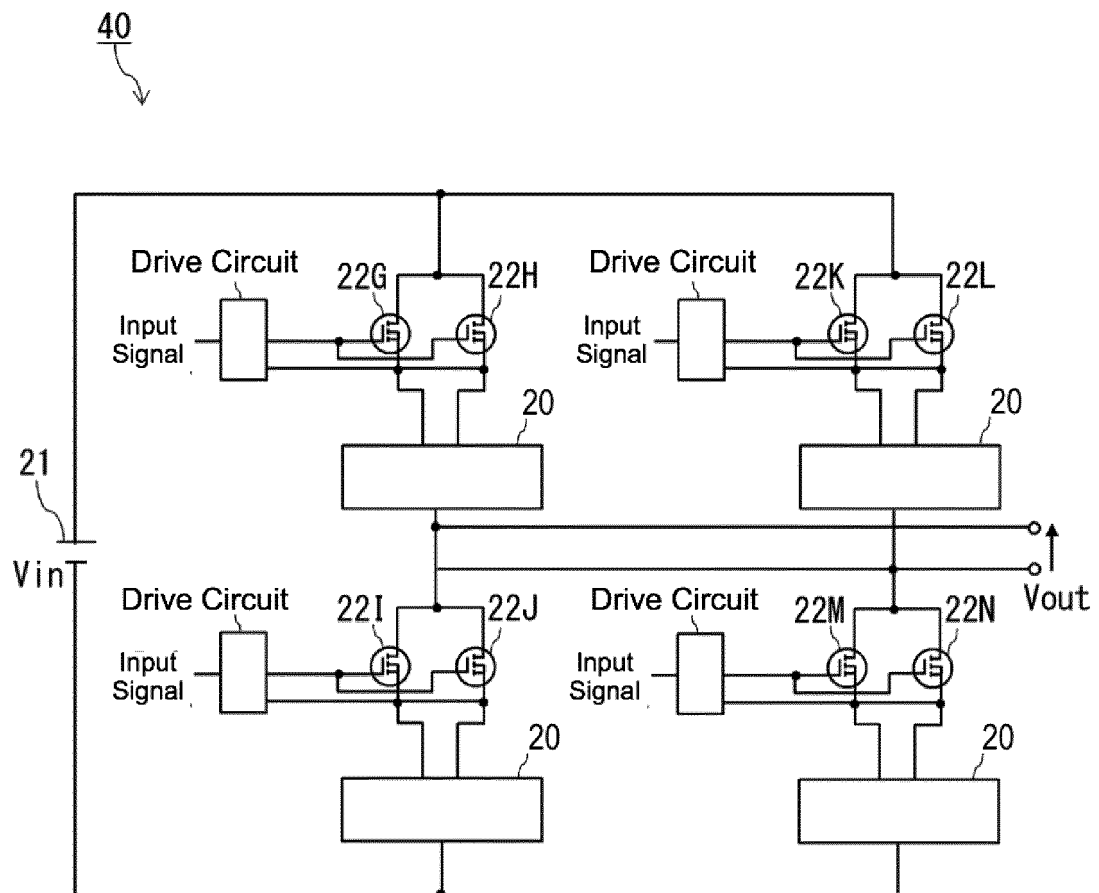 40
Drive Circuit
22G
22H
Input
Signal
20
Drive Circuit
22K
22L
Input
Signal
20
21
Vin
Vout
Drive Circuit
22I
22J
Input
Signal
20
Drive Circuit
22M
22N
Input
Signal
20